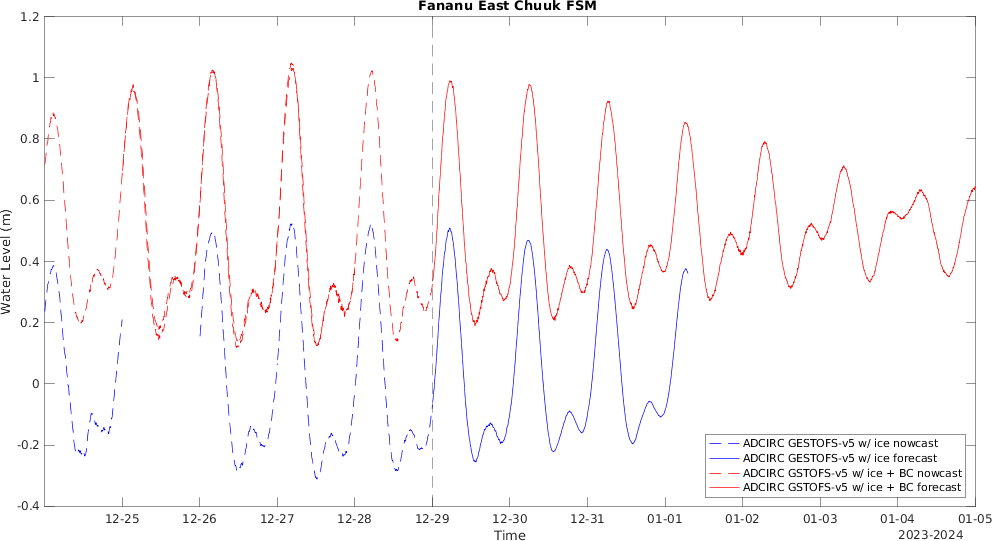 Fananu East Chuuk FSM
1.2
1
0.8
0.6
0.4
0.2
0
-0.2
-0.4
Water Level (m)
ADCIRC GESTOFS-v5 w/ ice nowcast
ADCIRC GESTOFS-v5 w/ ice forecast
ADCIRC GSTOFS-v5 w/ ice + BC nowcast
ADCIRC GSTOFS-v5 w/ ice + BC forecast
12-25 12-26 12-27 12-28 12-29 12-30 12-31 01-01 01-02 01-03 01-04 01-05
Time
2023-2024